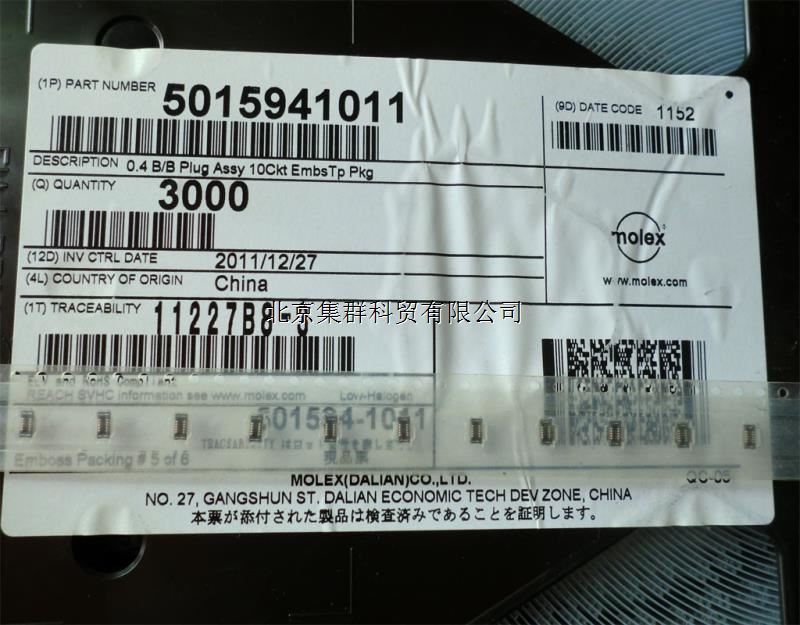 (1P) PART NUMBER 5015941011
(9D) DATE CODE 1152
DESCRIPTION 0.4 B/B Plug Assy 10Ckt EmbsTp Pkg
(Q) QUANTITY 3000
molex
(12D) INV CTRL DATE 2011/12/27
(4L) COUNTRY OF ORIGIN China
www.molex.com
(1T) TRACEABILITY 11227B8
北京集群科贸有限公司
ELV and RoHS Compliant
REACH SVHC information see www.molex.com Low-Halogen
501594-1011
TRACEABILITY
現品票
Emboss Packing # 5 of 6
MOLEX(DALIAN)CO.,LTD. QC-05
NO. 27, GANGSHUN ST. DALIAN ECONOMIC TECH DEV ZONE, CHINA
本票が添付された製品は検査済みであることを証明します。